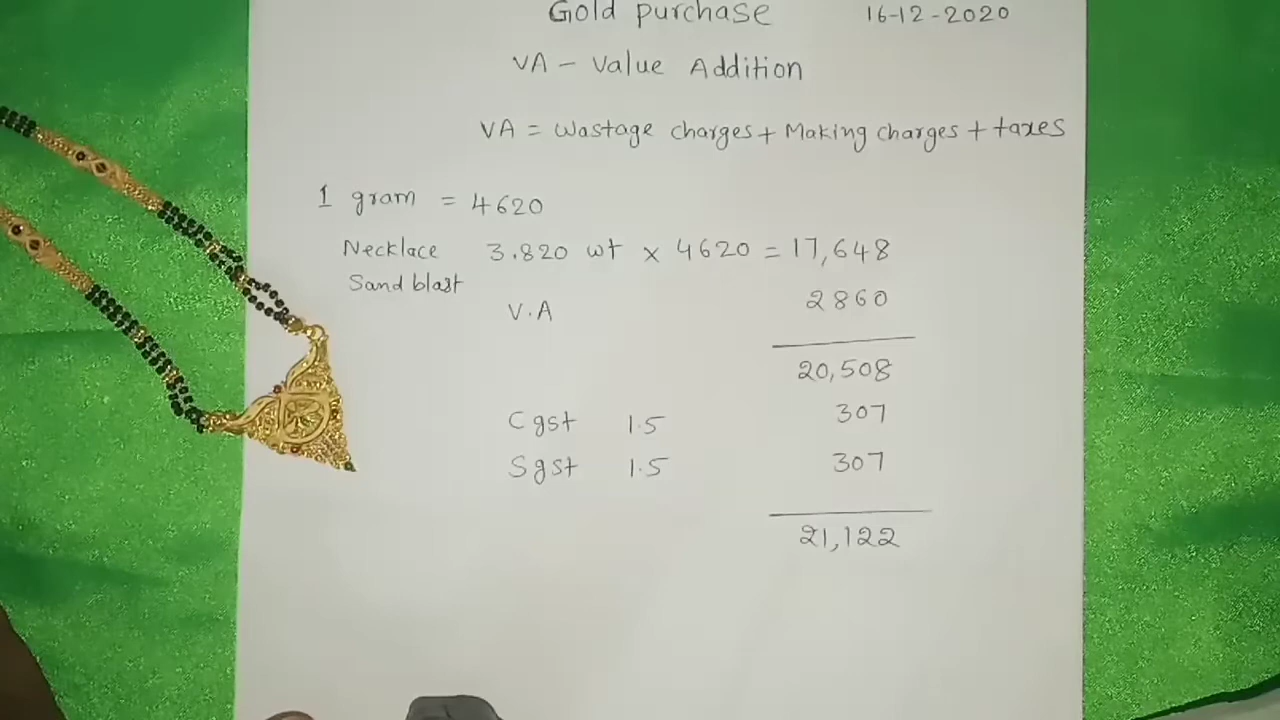 Gold purchase 16-12-2020
VA - Value Addition
VA = Wastage charges + Making charges + taxes
1 gram = 4620
Necklace 3.820 wt x 4620 = 17,648
Sand blast
V.A 2860
20,508
Cgst 1.5 307
Sgst 1.5 307
21,122